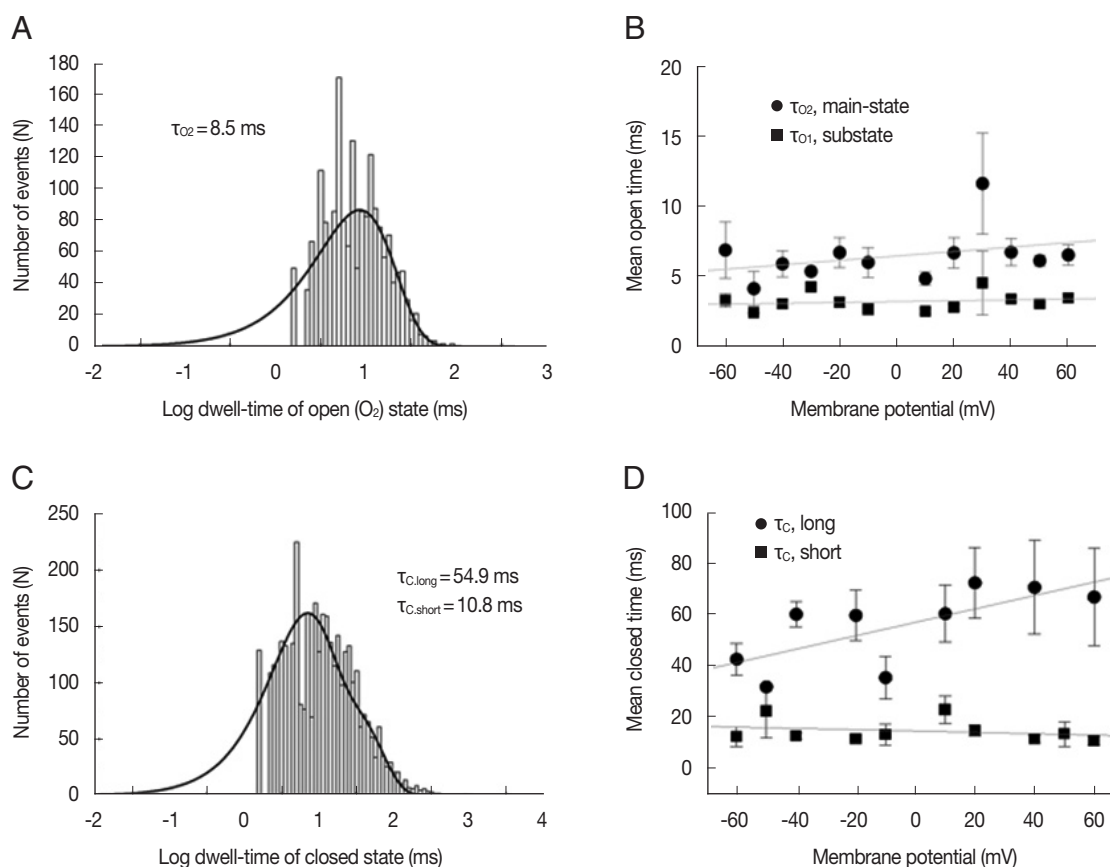 A
180
160
140
120
100
80
60
40
20
0
Number of events (N)
τO2 = 8.5 ms
-2 -1 0 1 2 3
Log dwell-time of open (O₂) state (ms)
B
20
15
10
5
0
Mean open time (ms)
τO2, main-state
τO1, substate
-60 -40 -20 0 20 40 60
Membrane potential (mV)
C
250
200
150
100
50
0
Number of events (N)
τC.long = 54.9 ms
τC.short = 10.8 ms
-2 -1 0 1 2 3 4
Log dwell-time of closed state (ms)
D
100
80
60
40
20
0
Mean closed time (ms)
τC, long
τC, short
-60 -40 -20 0 20 40 60
Membrane potential (mV)